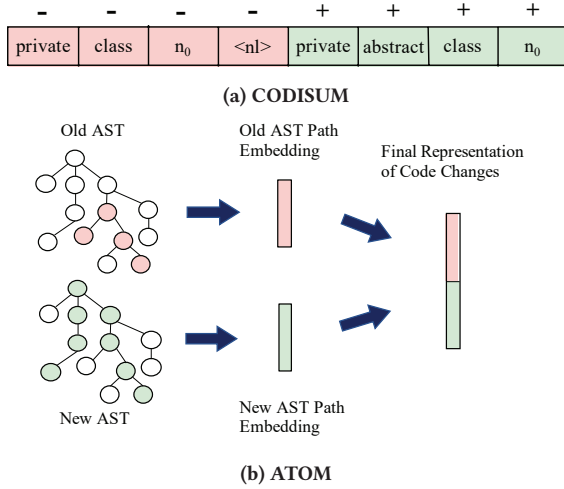 - - - - + + + +
private class n₀ <nl> private abstract class n₀
(a) CODISUM
Old AST
Old AST Path
Embedding
Final Representation
of Code Changes
New AST
New AST Path
Embedding
(b) ATOM